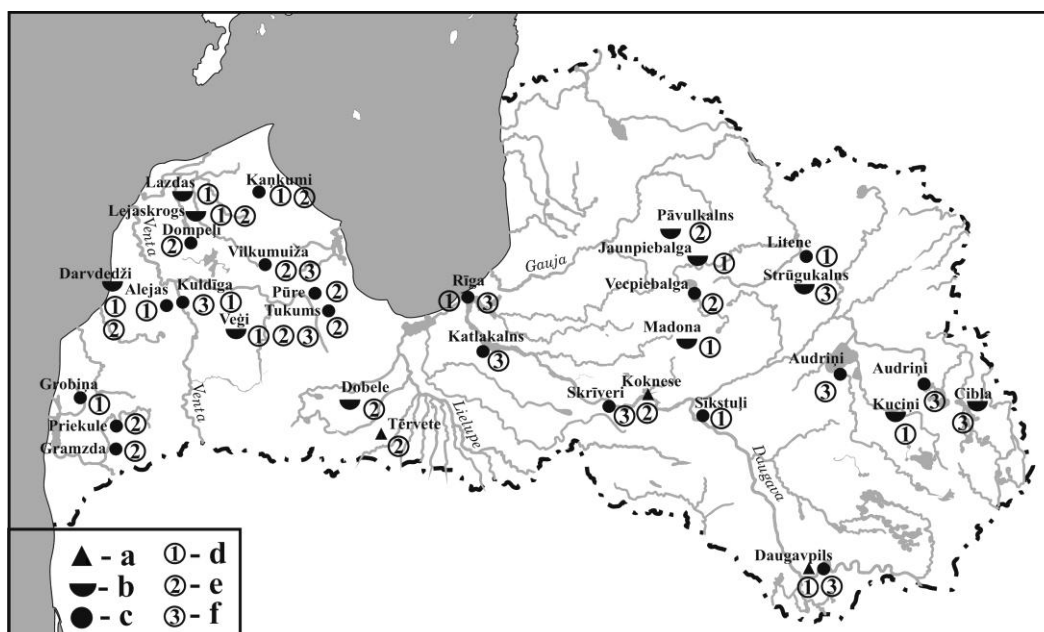 Lazdas ①
Kaņkumi ① ②
Lejaskrogs ① - ②
Dompeļi ②
Venta
Vilkumuiža ② ③
Darvdedži ① ②
Alejas ①
Kuldīga ③ ①
Pūre ②
Tukums ②
Veģi ① ② ③
Grobiņa ①
Priekule ②
Gramzda ②
Venta
Dobele ②
Tērvete ②
Lielupe
Rīga ① ③
Gauja
Katlakalns ③
Pāvulkalns ②
Jaunpiebalga ①
Vecpiebalga ②
Litene ①
Strūgukalns ③
Madona ①
Skrīveri ③
Koknese ②
Sīkstuļi ①
Audriņi ③
Audriņi ③
Kuciņi ①
Cibla ③
Daugava
Daugavpils ① ③
- a ① - d
- b ② - e
- c ③ - f